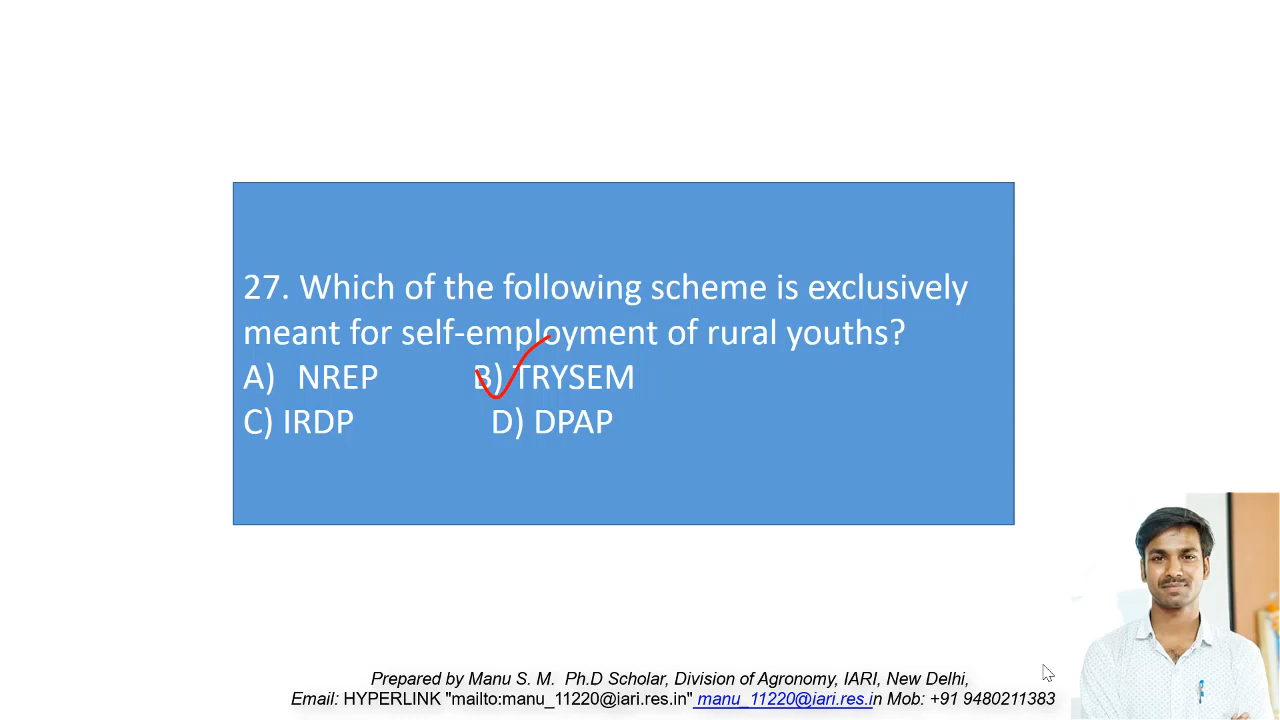 27. Which of the following scheme is exclusively
meant for self-employment of rural youths?
A) NREP B) TRYSEM
C) IRDP D) DPAP
Prepared by Manu S. M. Ph.D Scholar, Division of Agronomy, IARI, New Delhi,
Email: HYPERLINK "mailto:manu_11220@iari.res.in" manu_11220@iari.res.in Mob: +91 9480211383